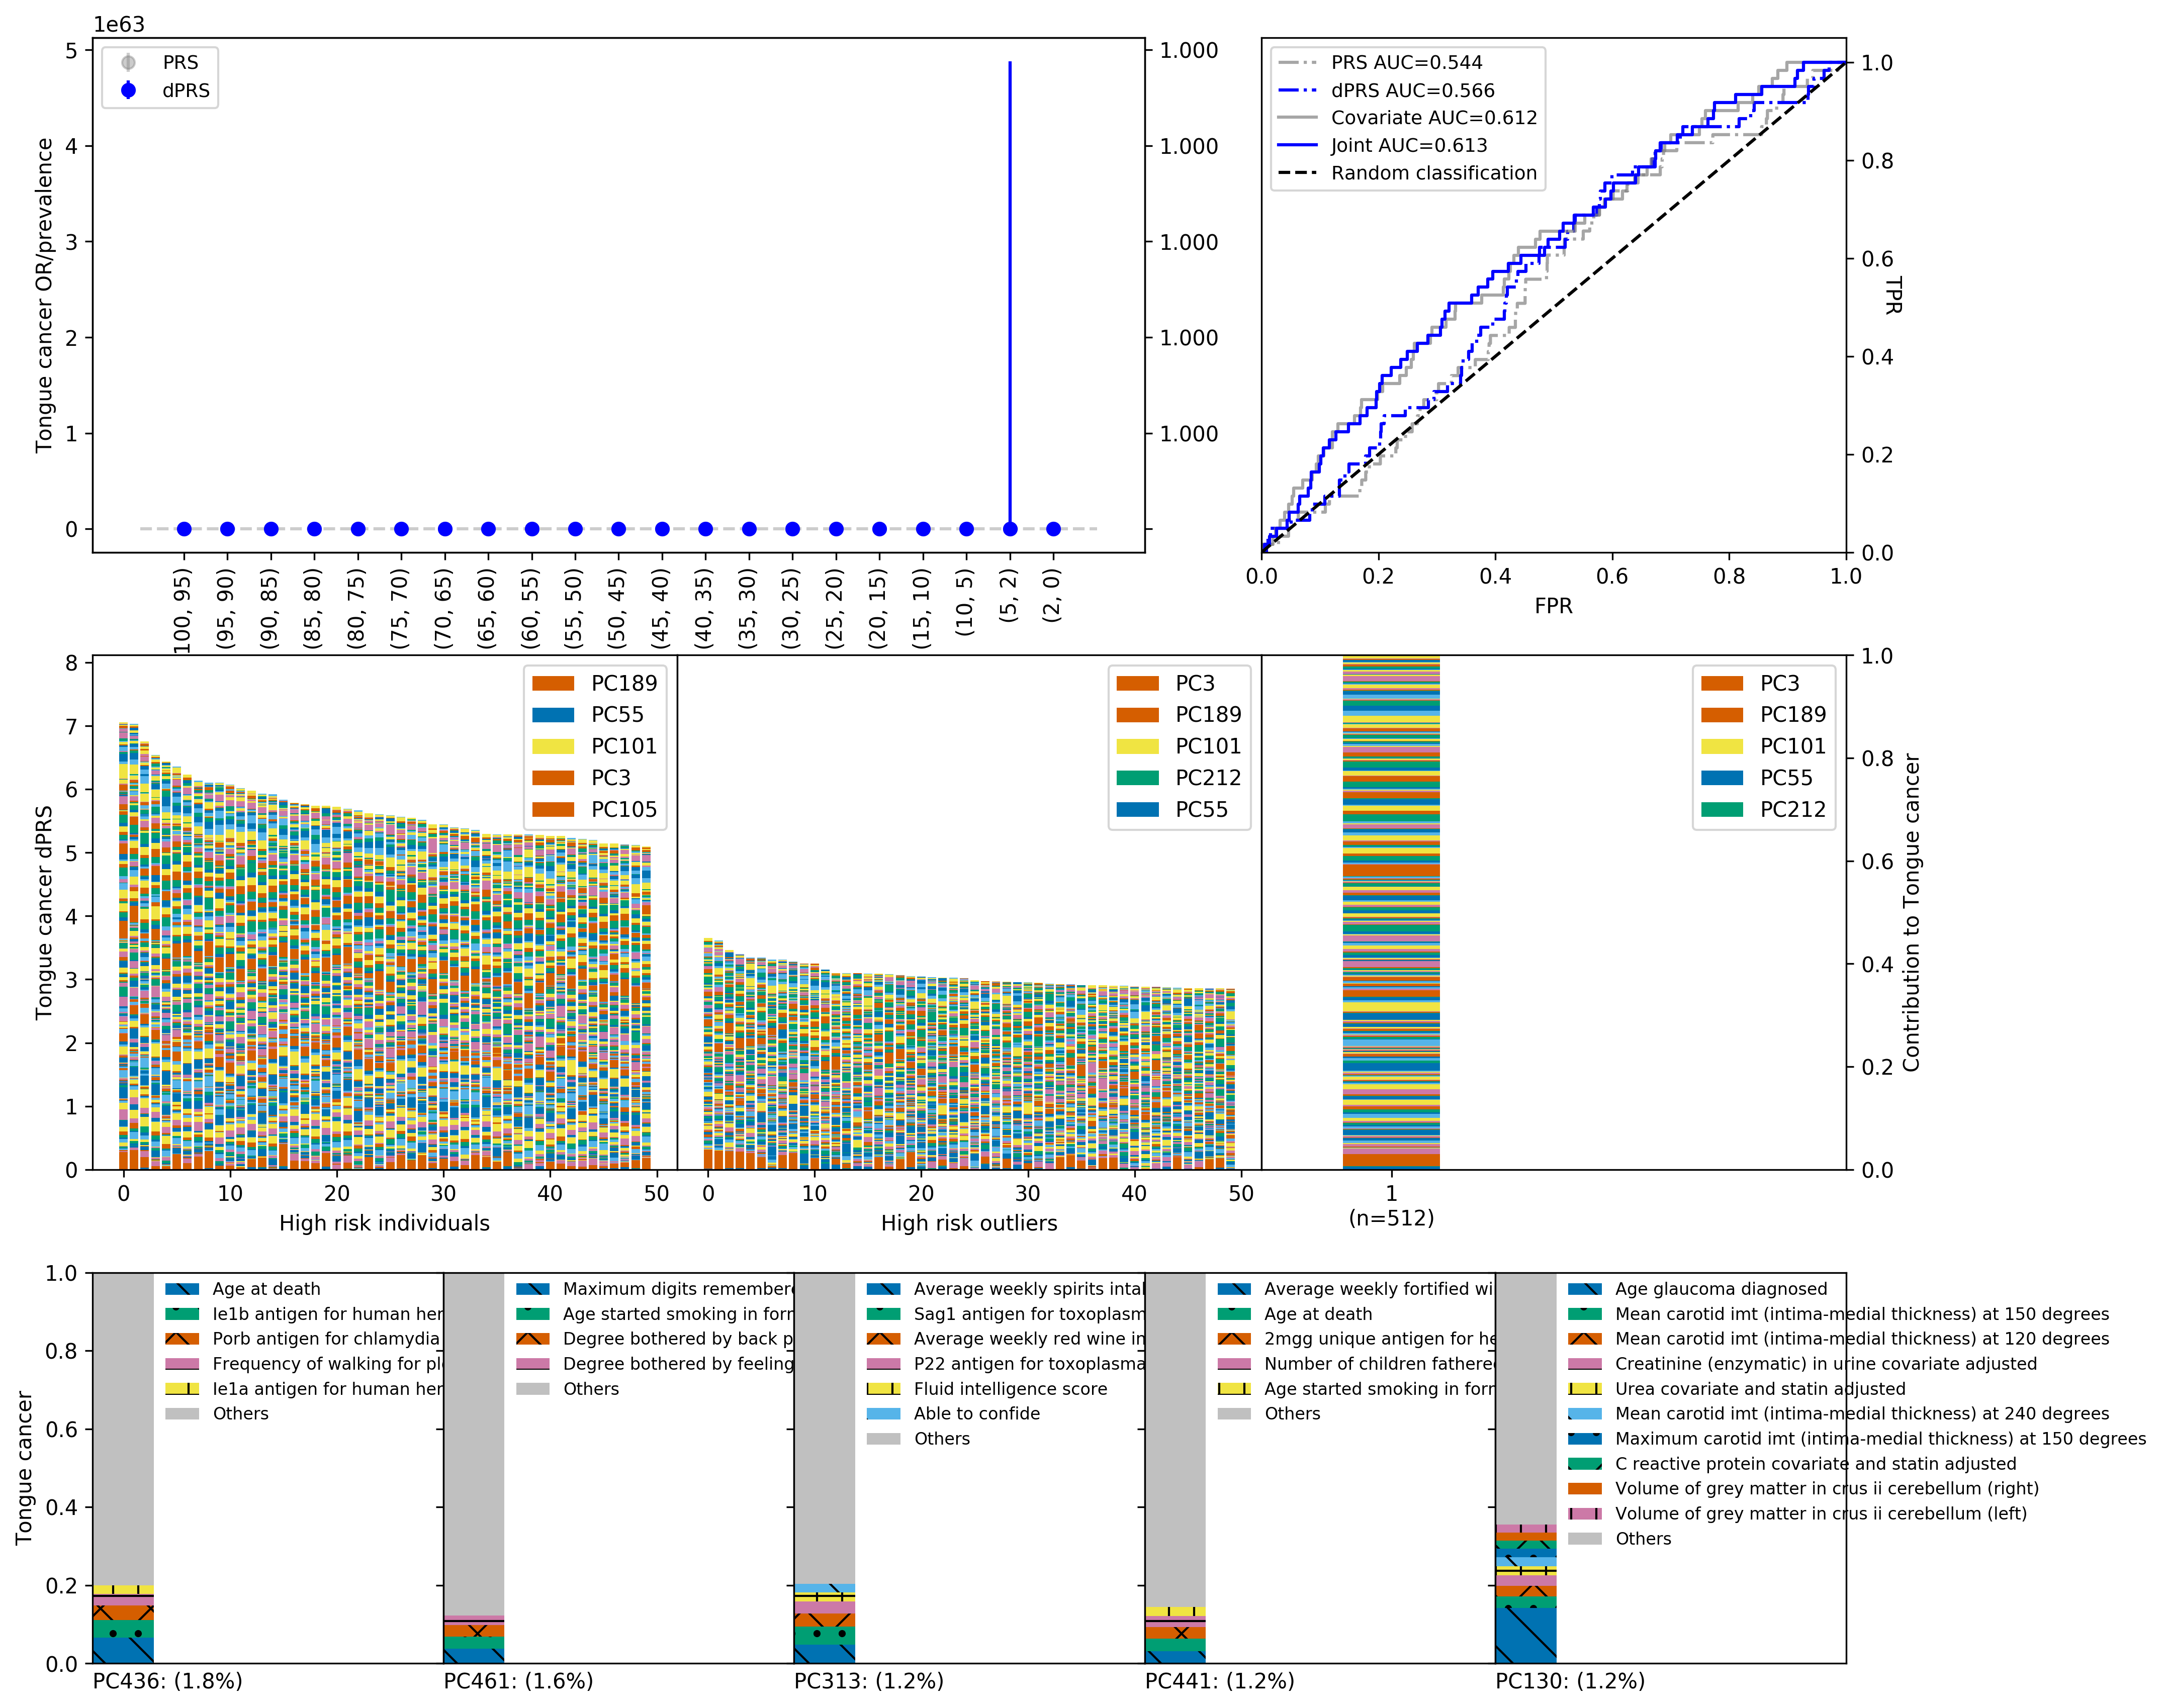 1e63
5
4
3
2
1
0
Tongue cancer OR/prevalence
PRS
dPRS
1.000
1.000
1.000
1.000
1.000
100, 95)
(95, 90)
(90, 85)
(85, 80)
(80, 75)
(75, 70)
(70, 65)
(65, 60)
(60, 55)
(55, 50)
(50, 45)
(45, 40)
(40, 35)
(35, 30)
(30, 25)
(25, 20)
(20, 15)
(15, 10)
(10, 5)
(5, 2)
(2, 0)
PRS AUC=0.544
dPRS AUC=0.566
Covariate AUC=0.612
Joint AUC=0.613
Random classification
1.0
0.8
0.6
0.4
0.2
0.0
TPR
0.0 0.2 0.4 0.6 0.8 1.0
FPR
8
7
6
5
4
3
2
1
0
Tongue cancer dPRS
PC189
PC55
PC101
PC3
PC105
0 10 20 30 40 50
High risk individuals
PC3
PC189
PC101
PC212
PC55
0 10 20 30 40 50
High risk outliers
PC3
PC189
PC101
PC55
PC212
1
(n=512)
1.0
0.8
0.6
0.4
0.2
0.0
Contribution to Tongue cancer
1.0
0.8
0.6
0.4
0.2
0.0
Tongue cancer
Age at death
Ie1b antigen for human her
Porb antigen for chlamydia
Frequency of walking for ple
Ie1a antigen for human her
Others
PC436: (1.8%)
Maximum digits remembere
Age started smoking in form
Degree bothered by back p
Degree bothered by feeling
Others
PC461: (1.6%)
Average weekly spirits intak
Sag1 antigen for toxoplasm
Average weekly red wine in
P22 antigen for toxoplasma
Fluid intelligence score
Able to confide
Others
PC313: (1.2%)
Average weekly fortified wi
Age at death
2mgg unique antigen for he
Number of children fathered
Age started smoking in form
Others
PC441: (1.2%)
Age glaucoma diagnosed
Mean carotid imt (intima-medial thickness) at 150 degrees
Mean carotid imt (intima-medial thickness) at 120 degrees
Creatinine (enzymatic) in urine covariate adjusted
Urea covariate and statin adjusted
Mean carotid imt (intima-medial thickness) at 240 degrees
Maximum carotid imt (intima-medial thickness) at 150 degrees
C reactive protein covariate and statin adjusted
Volume of grey matter in crus ii cerebellum (right)
Volume of grey matter in crus ii cerebellum (left)
Others
PC130: (1.2%)